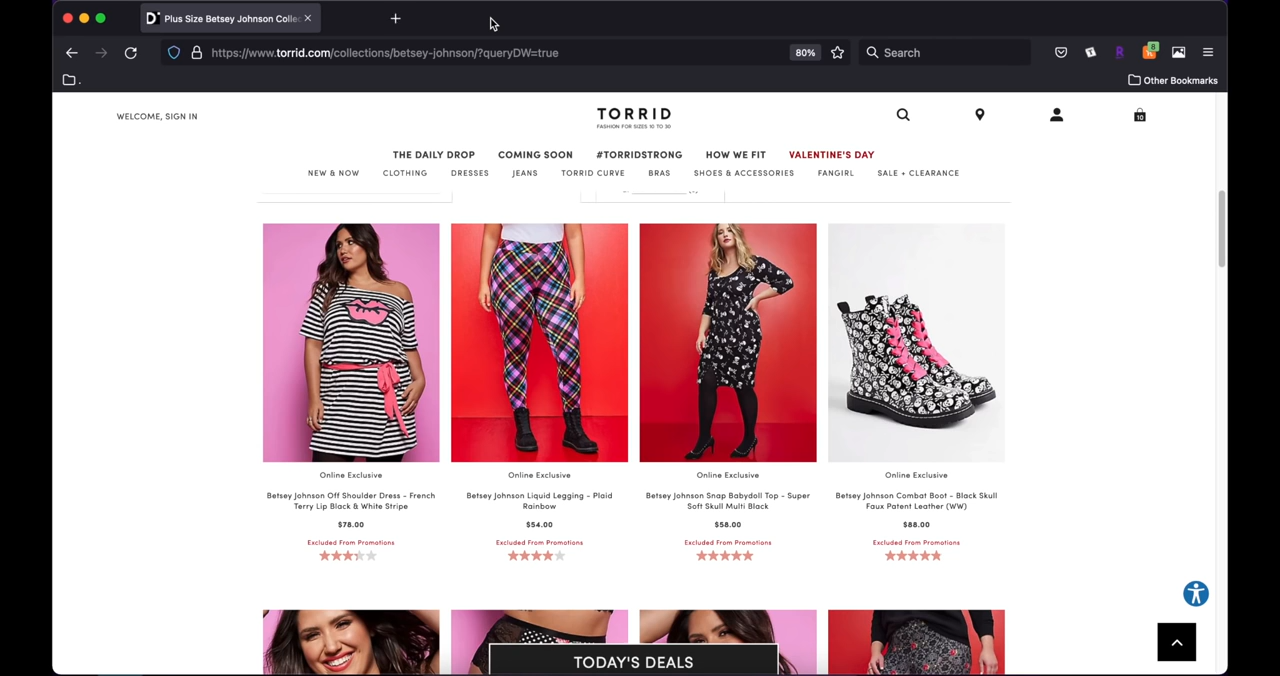 Plus Size Betsey Johnson Collec
https://www.torrid.com/collections/betsey-johnson/?queryDW=true
80%
Search
8
.
Other Bookmarks
WELCOME, SIGN IN
TORRID
FASHION FOR SIZES 10 TO 30
10
THE DAILY DROP COMING SOON #TORRIDSTRONG HOW WE FIT VALENTINE'S DAY
NEW & NOW CLOTHING DRESSES JEANS TORRID CURVE BRAS SHOES & ACCESSORIES FANGIRL SALE + CLEARANCE
Online Exclusive
Betsey Johnson Off Shoulder Dress - French
Terry Lip Black & White Stripe
$78.00
Excluded From Promotions
Online Exclusive
Betsey Johnson Liquid Legging - Plaid
Rainbow
$54.00
Excluded From Promotions
Online Exclusive
Betsey Johnson Snap Babydoll Top - Super
Soft Skull Multi Black
$58.00
Excluded From Promotions
Online Exclusive
Betsey Johnson Combat Boot - Black Skull
Faux Patent Leather (WW)
$88.00
Excluded From Promotions
TODAY'S DEALS